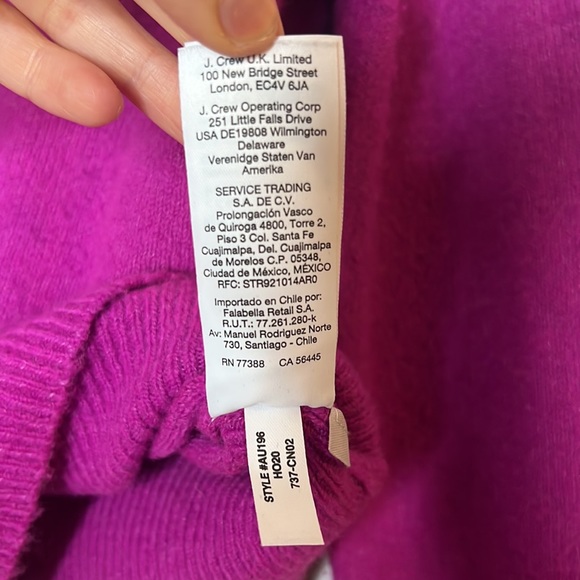 J. Crew U.K. Limited
100 New Bridge Street
London, EC4V 6JA
J. Crew Operating Corp
251 Little Falls Drive
USA DE19808 Wilmington
Delaware
Verenidge Staten Van
Amerika
SERVICE TRADING
S.A. DE C.V.
Prolongación Vasco
de Quiroga 4800, Torre 2,
Piso 3 Col. Santa Fe
Cuajimalpa, Del. Cuajimalpa
de Morelos C.P. 05348,
Ciudad de México, MÉXICO
RFC: STR921014AR0
Importado en Chile por:
Falabella Retail S.A.
R.U.T.: 77.261.280-k
Av: Manuel Rodriguez Norte
730, Santiago - Chile
RN 77388 CA 56445
STYLE #AU196
HO20
737-CN02